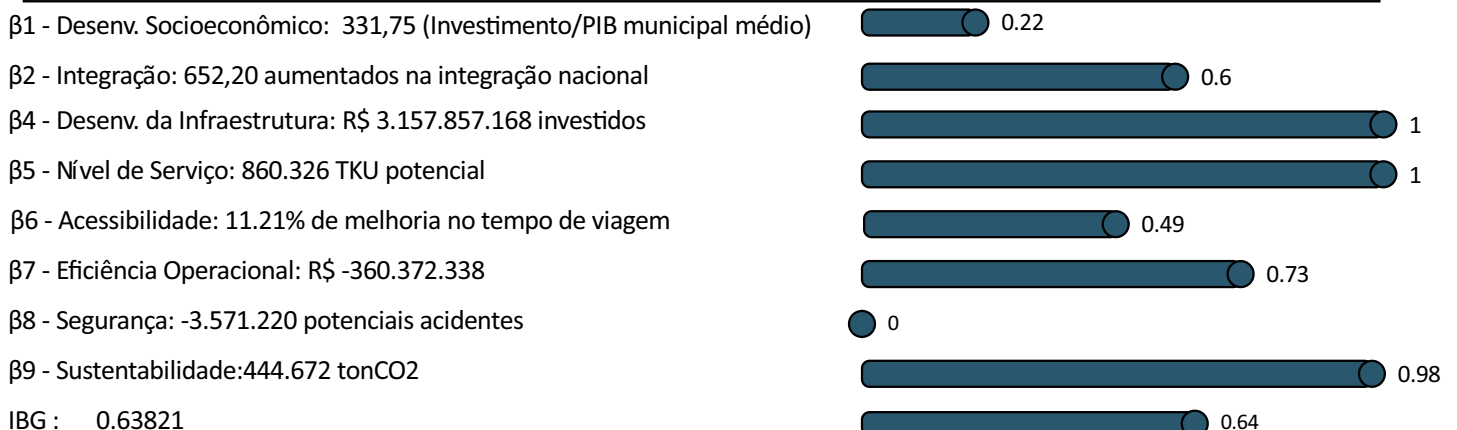 β1 - Desenv. Socioeconômico: 331,75 (Investimento/PIB municipal médio) 0.22
β2 - Integração: 652,20 aumentados na integração nacional 0.6
β4 - Desenv. da Infraestrutura: R$ 3.157.857.168 investidos 1
β5 - Nível de Serviço: 860.326 TKU potencial 1
β6 - Acessibilidade: 11.21% de melhoria no tempo de viagem 0.49
β7 - Eficiência Operacional: R$ -360.372.338 0.73
β8 - Segurança: -3.571.220 potenciais acidentes 0
β9 - Sustentabilidade:444.672 tonCO2 0.98
IBG : 0.63821 0.64